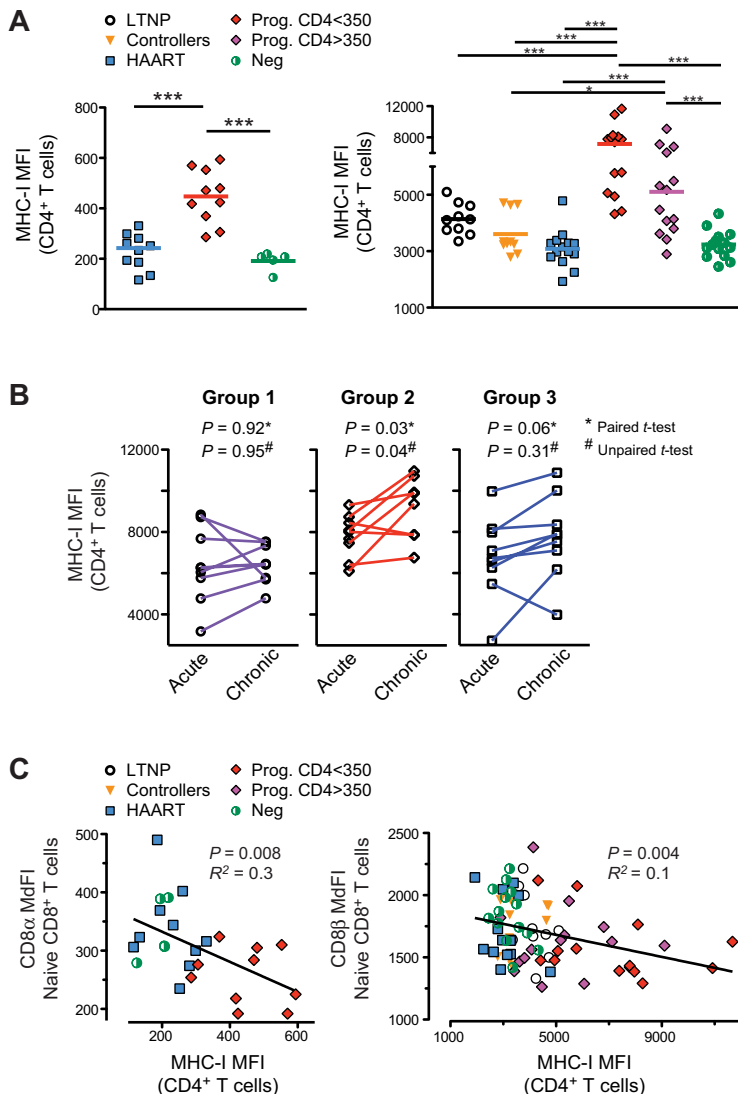 A
LTNP
Controllers
HAART
Prog. CD4<350
Prog. CD4>350
Neg
MHC-I MFI
(CD4⁺ T cells)
800
600
400
200
0
***
***
MHC-I MFI
(CD4⁺ T cells)
12000
8000
5000
3000
1000
***
***
***
***
***
*
***
B
Group 1
Group 2
Group 3
P = 0.92*
P = 0.95#
P = 0.03*
P = 0.04#
P = 0.06*
P = 0.31#
* Paired t-test
# Unpaired t-test
MHC-I MFI
(CD4⁺ T cells)
12000
8000
4000
Acute
Chronic
Acute
Chronic
Acute
Chronic
C
LTNP
Controllers
HAART
Prog. CD4<350
Prog. CD4>350
Neg
CD8α MdFI
Naive CD8⁺ T cells
500
400
300
200
P = 0.008
R² = 0.3
200
400
600
MHC-I MFI
(CD4⁺ T cells)
CD8β MdFI
Naive CD8⁺ T cells
2500
2000
1500
1000
P = 0.004
R² = 0.1
1000
5000
9000
MHC-I MFI
(CD4⁺ T cells)